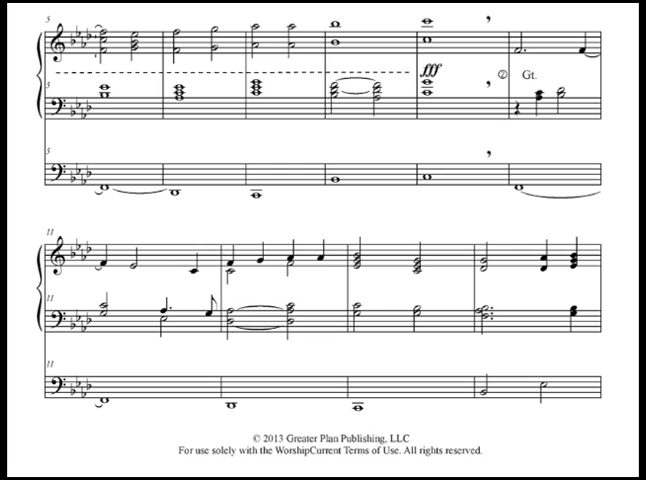 5
5
fff
② Gt.
5
11
11
11
© 2013 Greater Plan Publishing, LLC
For use solely with the WorshipCurrent Terms of Use. All rights reserved.